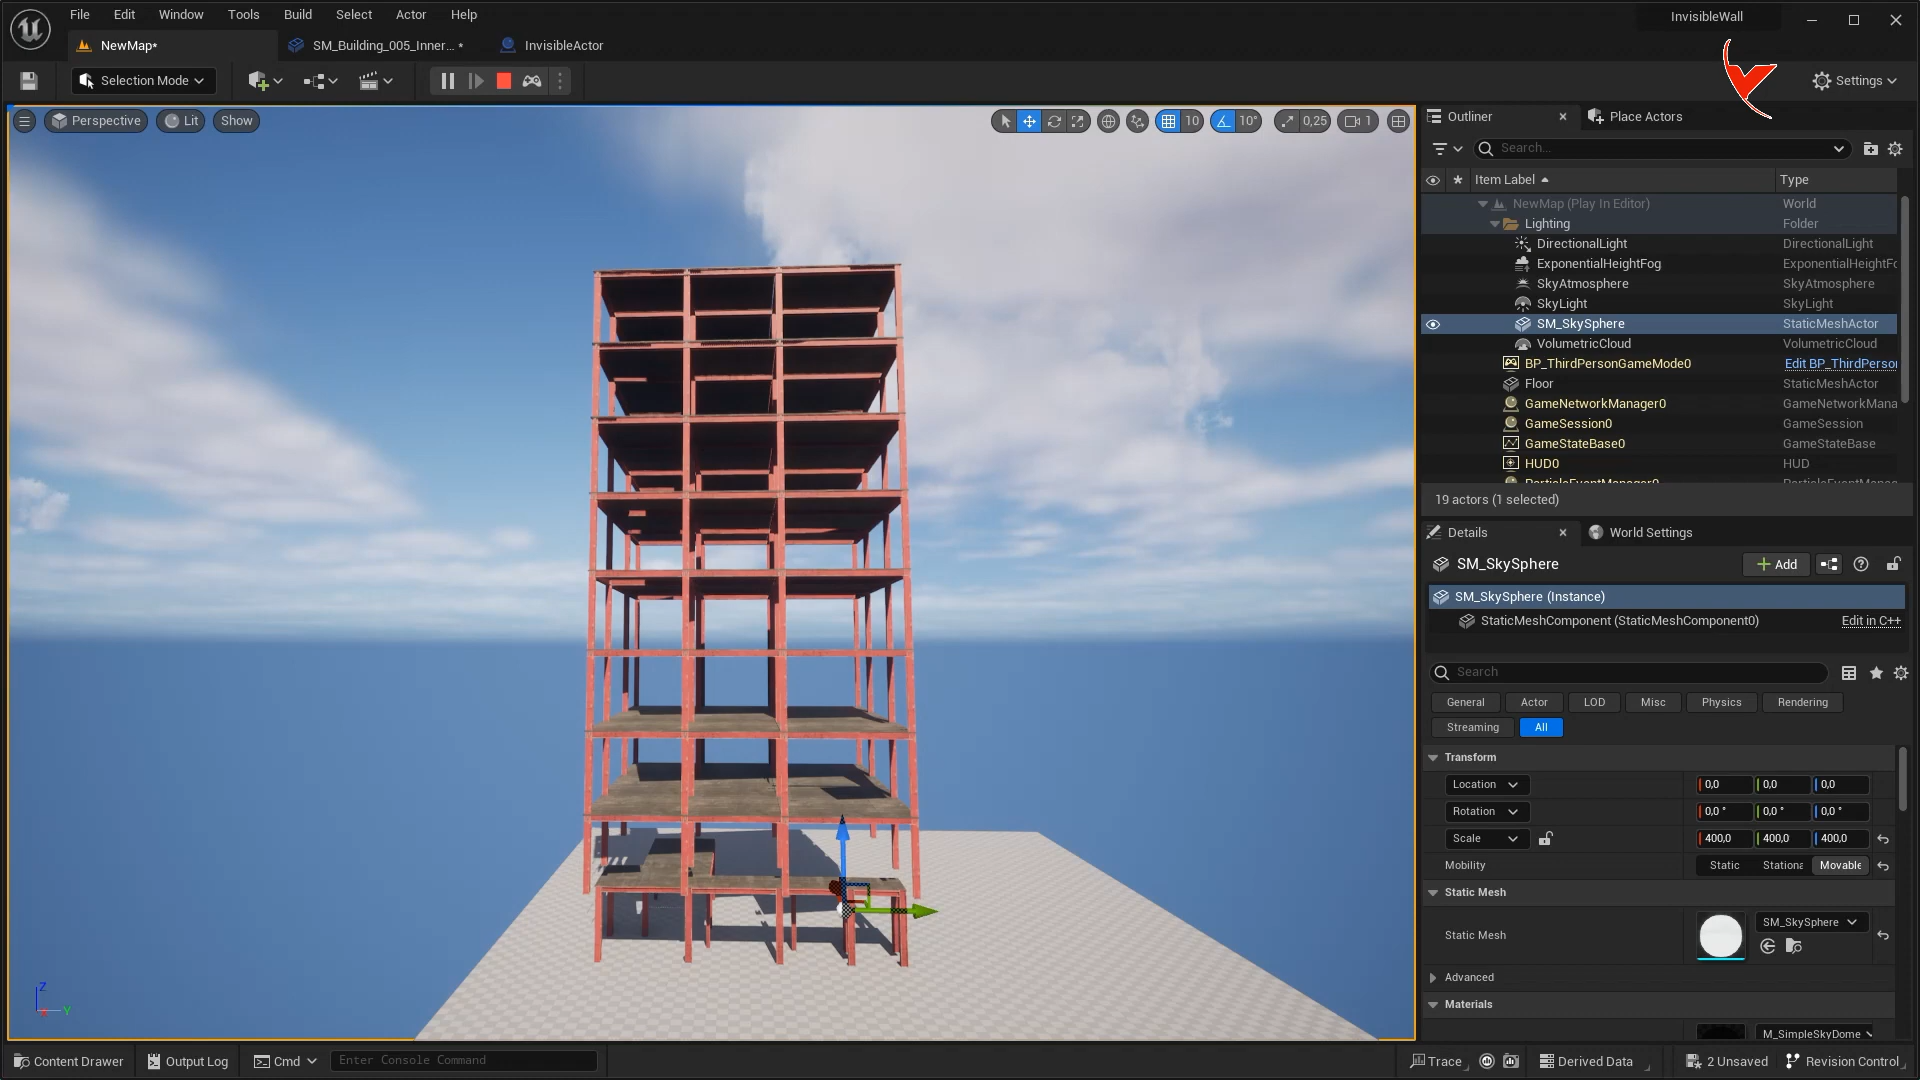 File Edit Window Tools Build Select Actor Help
InvisibleWall
NewMap*
SM_Building_005_Inner... *
InvisibleActor
Selection Mode
Settings
Perspective
Lit
Show
10
10°
0,25
1
Outliner
Place Actors
Search...
Item Label
Type
NewMap (Play In Editor) World
Lighting Folder
DirectionalLight DirectionalLight
ExponentialHeightFog ExponentialHeightFo
SkyAtmosphere SkyAtmosphere
SkyLight SkyLight
SM_SkySphere StaticMeshActor
VolumetricCloud VolumetricCloud
BP_ThirdPersonGameMode0 Edit BP_ThirdPerson
Floor StaticMeshActor
GameNetworkManager0 GameNetworkMana
GameSession0 GameSession
GameStateBase0 GameStateBase
HUD0 HUD
19 actors (1 selected)
Details
World Settings
SM_SkySphere
Add
SM_SkySphere (Instance)
StaticMeshComponent (StaticMeshComponent0) Edit in C++
Search
General Actor LOD Misc Physics Rendering
Streaming All
Transform
Location 0,0 0,0 0,0
Rotation 0,0 ° 0,0 ° 0,0 °
Scale 400,0 400,0 400,0
Mobility Static Stationa Movable
Static Mesh
Static Mesh
SM_SkySphere
Advanced
Materials
M_SimpleSkyDome
Z
X
Y
Content Drawer
Output Log
Cmd
Enter Console Command
Trace
Derived Data
2 Unsaved
Revision Control